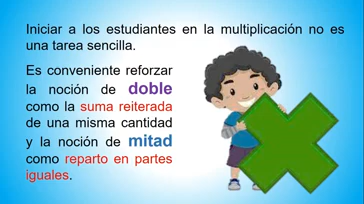 Iniciar a los estudiantes en la multiplicación no es
una tarea sencilla.
Es conveniente reforzar
la noción de doble
como la suma reiterada
de una misma cantidad
y la noción de mitad
como reparto en partes
iguales.